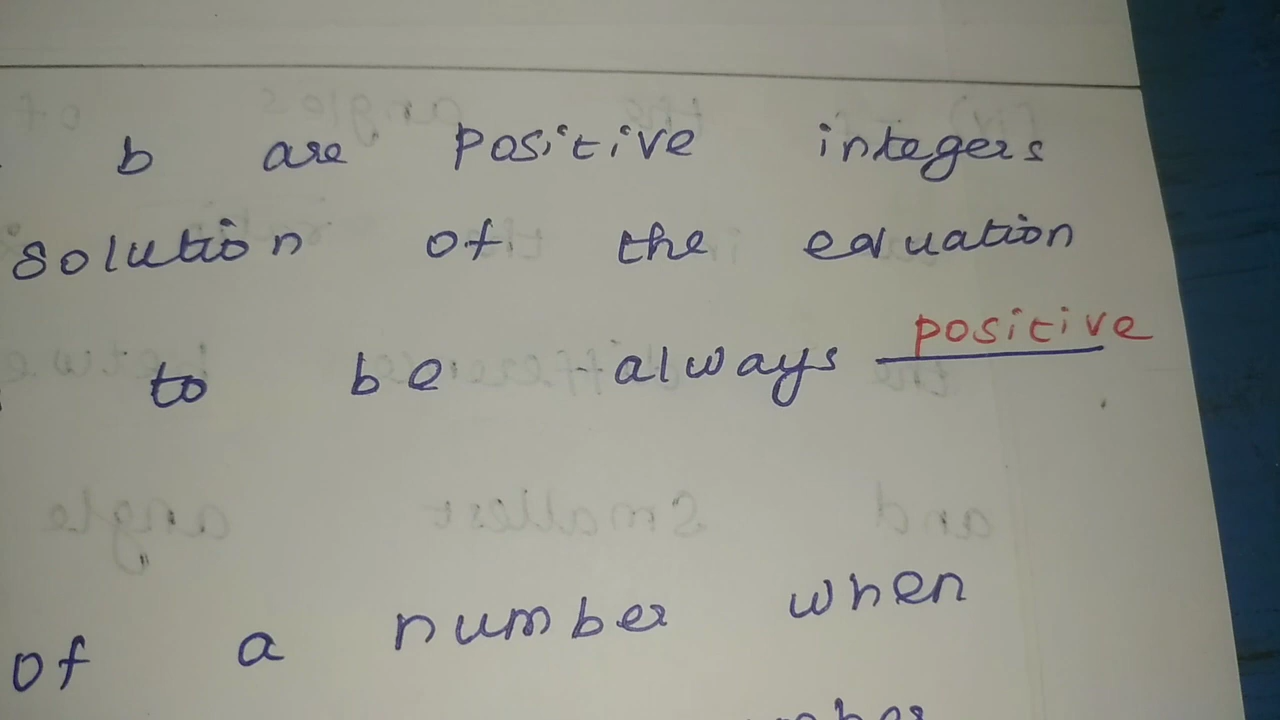 b are positive integers
solution of the equation
to be always positive
of a number when